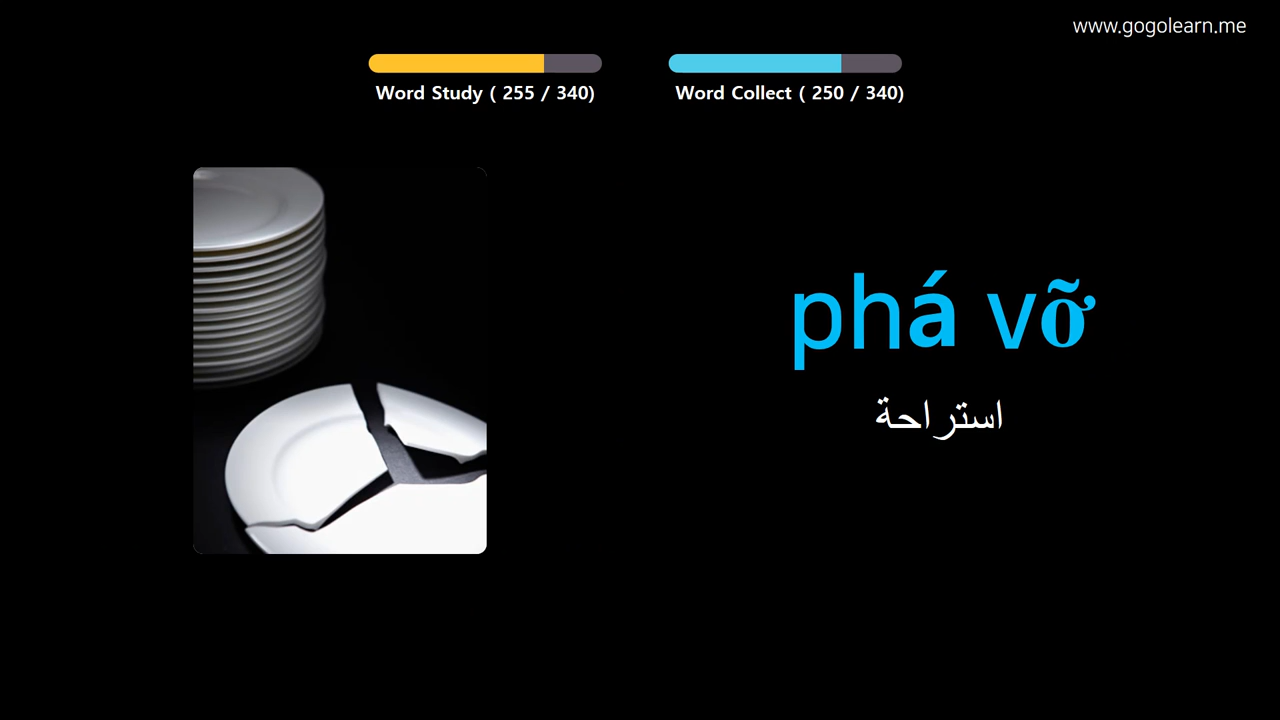 www.gogolearn.me
Word Study ( 255 / 340)
Word Collect ( 250 / 340)
phá vỡ
استراحة